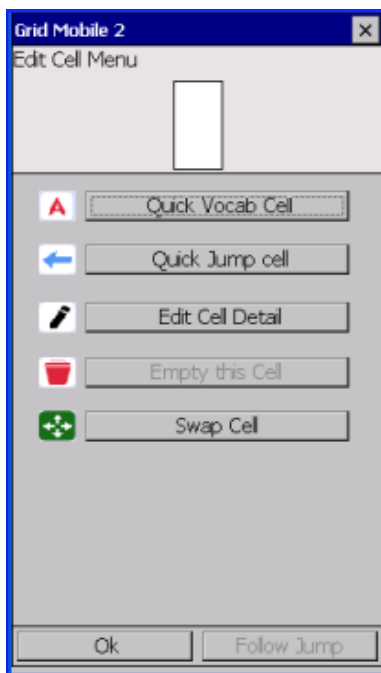 Grid Mobile 2
Edit Cell Menu
A
Quick Vocab Cell
Quick Jump cell
Edit Cell Detail
Empty this Cell
Swap Cell
Ok
Follow Jump